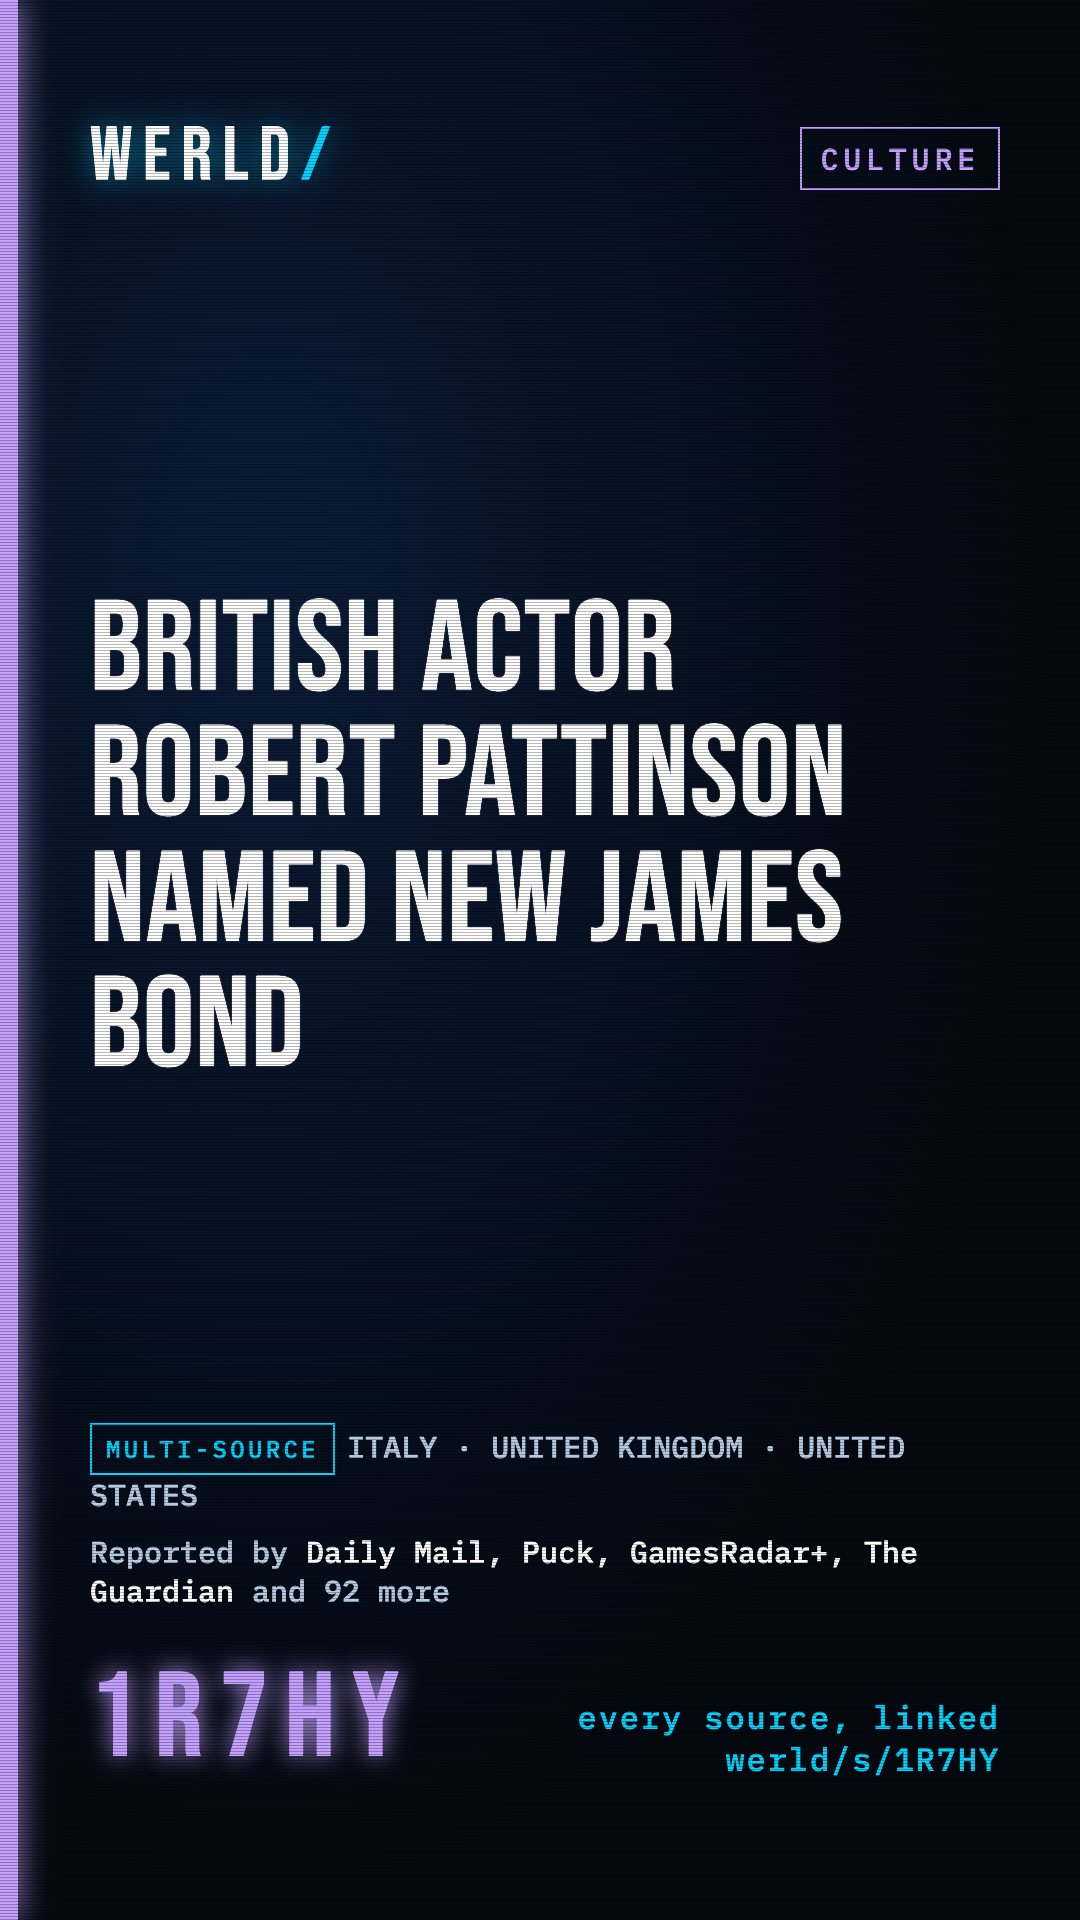 WERLD/
CULTURE
BRITISH ACTOR
ROBERT PATTINSON
NAMED NEW JAMES
BOND
MULTI-SOURCE ITALY · UNITED KINGDOM · UNITED
STATES
Reported by Daily Mail, Puck, GamesRadar+, The
Guardian and 92 more
1R7HY
every source, linked
werld/s/1R7HY